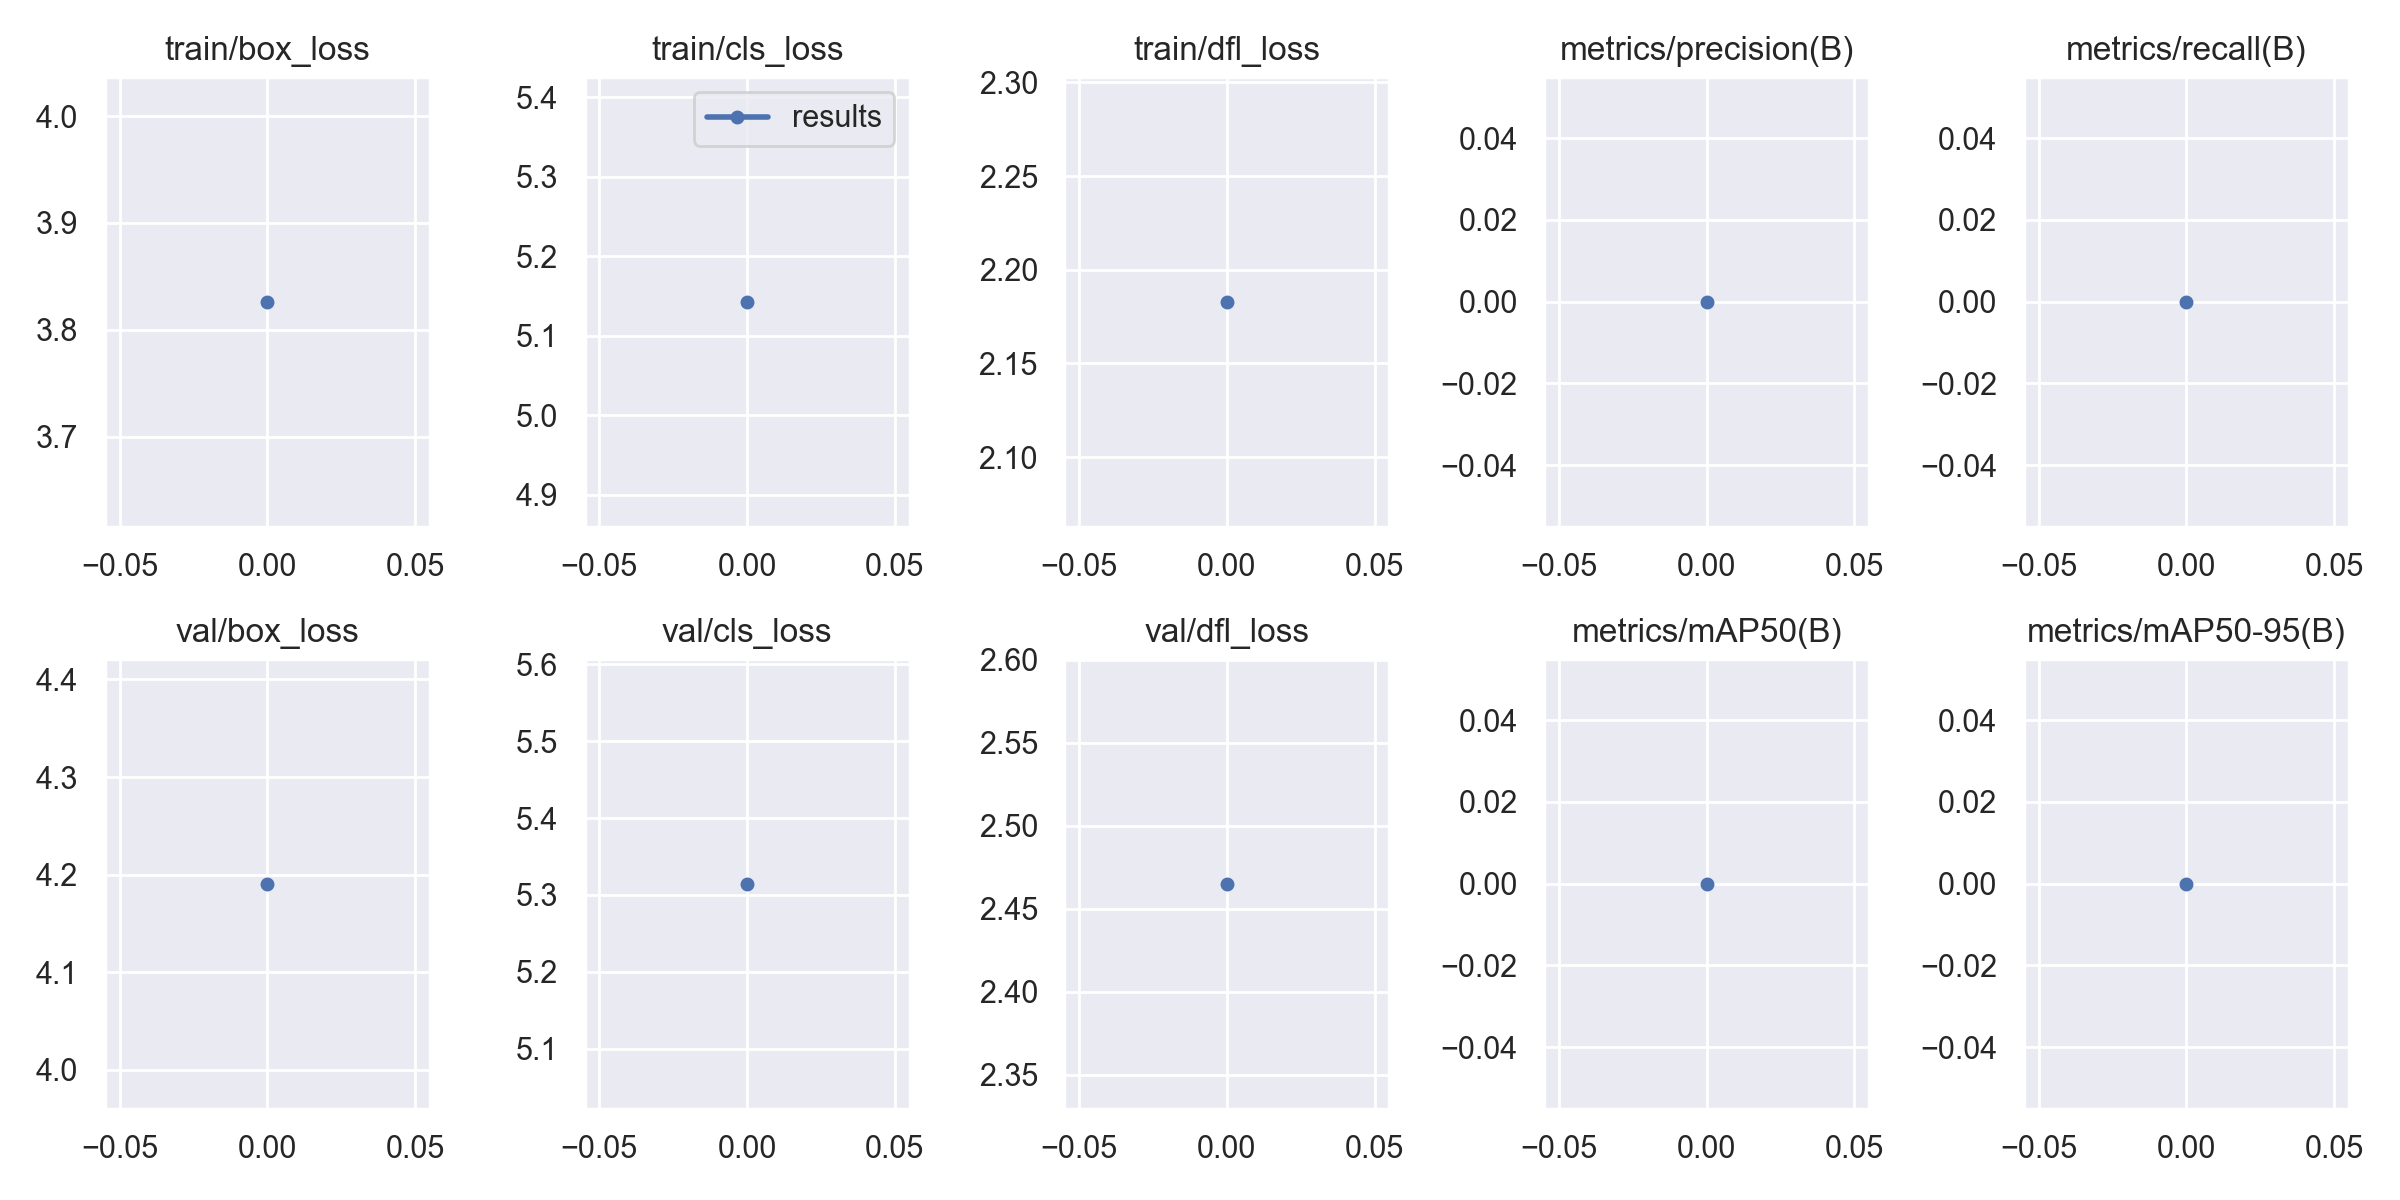 train/box_loss
4.0
3.9
3.8
3.7
−0.05 0.00 0.05
train/cls_loss
results
5.4
5.3
5.2
5.1
5.0
4.9
−0.05 0.00 0.05
train/dfl_loss
2.30
2.25
2.20
2.15
2.10
−0.05 0.00 0.05
metrics/precision(B)
0.04
0.02
0.00
−0.02
−0.04
−0.05 0.00 0.05
metrics/recall(B)
0.04
0.02
0.00
−0.02
−0.04
−0.05 0.00 0.05
val/box_loss
4.4
4.3
4.2
4.1
4.0
−0.05 0.00 0.05
val/cls_loss
5.6
5.5
5.4
5.3
5.2
5.1
−0.05 0.00 0.05
val/dfl_loss
2.60
2.55
2.50
2.45
2.40
2.35
−0.05 0.00 0.05
metrics/mAP50(B)
0.04
0.02
0.00
−0.02
−0.04
−0.05 0.00 0.05
metrics/mAP50-95(B)
0.04
0.02
0.00
−0.02
−0.04
−0.05 0.00 0.05